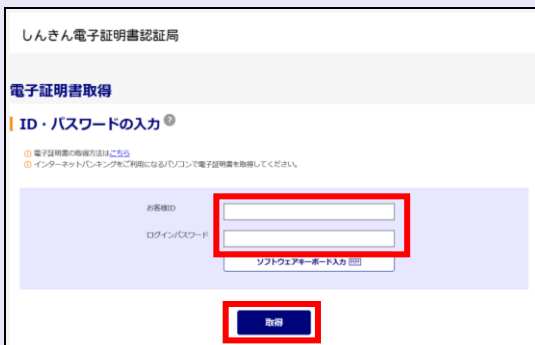 しんきん電子証明書認証局
電子証明書取得
ID・パスワードの入力 ?
電子証明書の取得方法はこちら
インターネットバンキングをご利用になるパソコンで電子証明書を取得してください。
お客様ID
ログインパスワード
ソフトウェアキーボード入力
取得